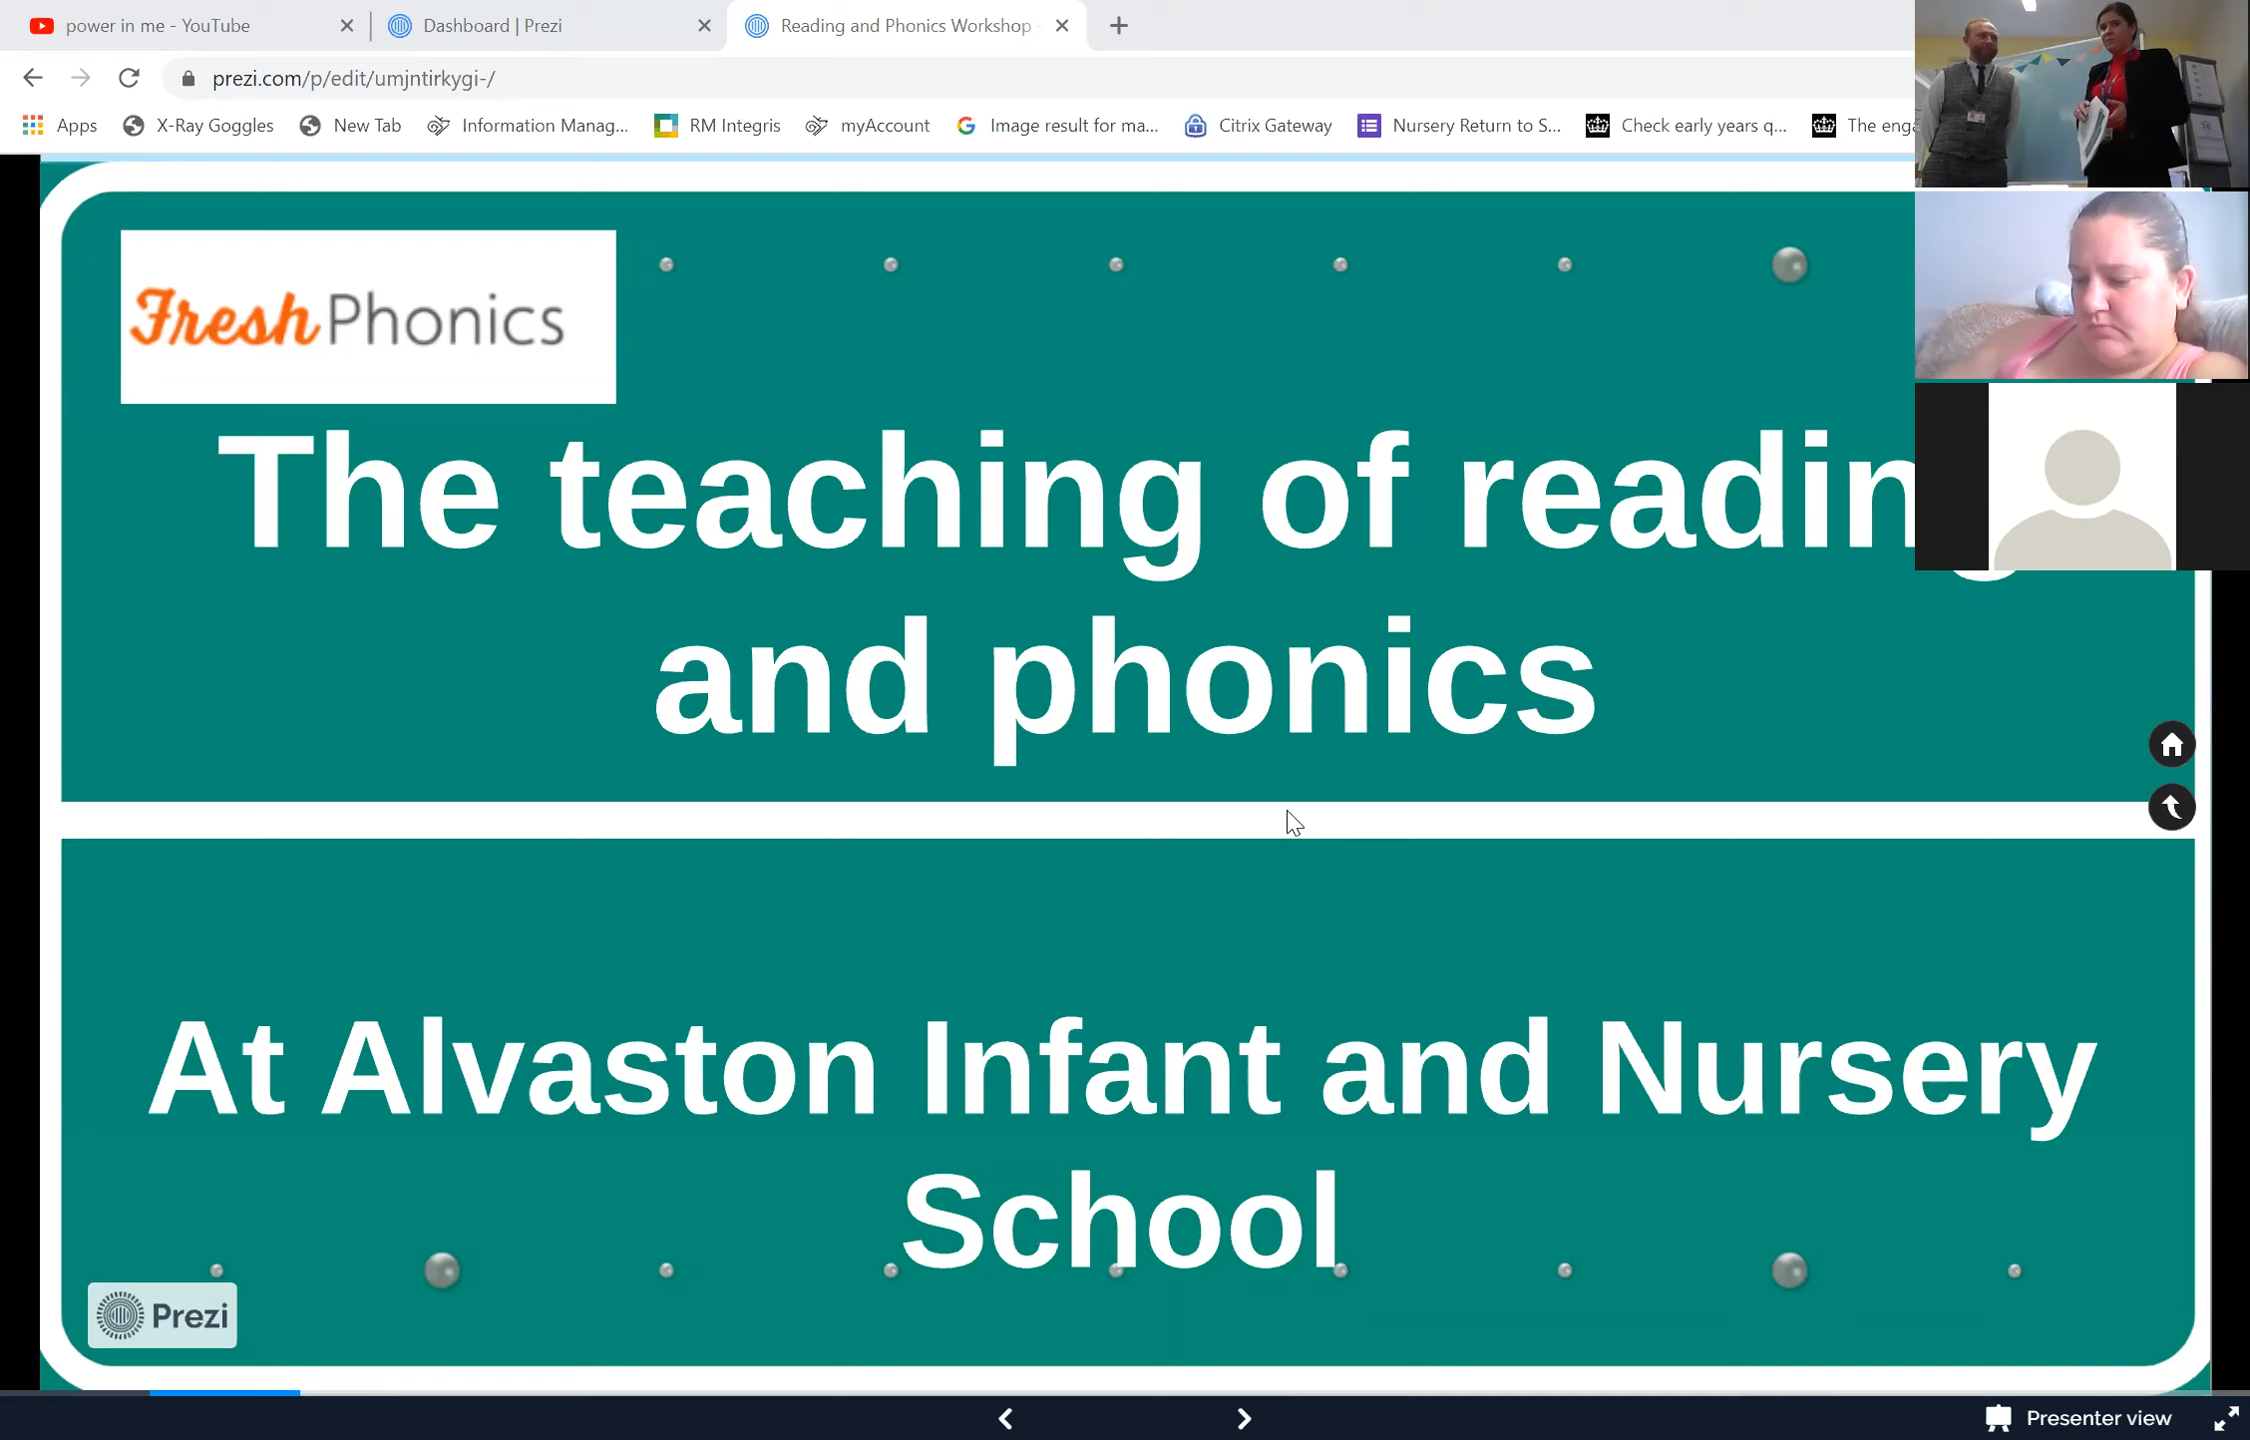 power in me - YouTube
Dashboard | Prezi
Reading and Phonics Workshop -
prezi.com/p/edit/umjntirkygi-/
Apps
X-Ray Goggles
New Tab
Information Manag...
RM Integris
myAccount
Image result for ma...
Citrix Gateway
Nursery Return to S...
Check early years q...
The enga
Fresh Phonics
The teaching of reading
and phonics
At Alvaston Infant and Nursery
School
Prezi
Presenter view